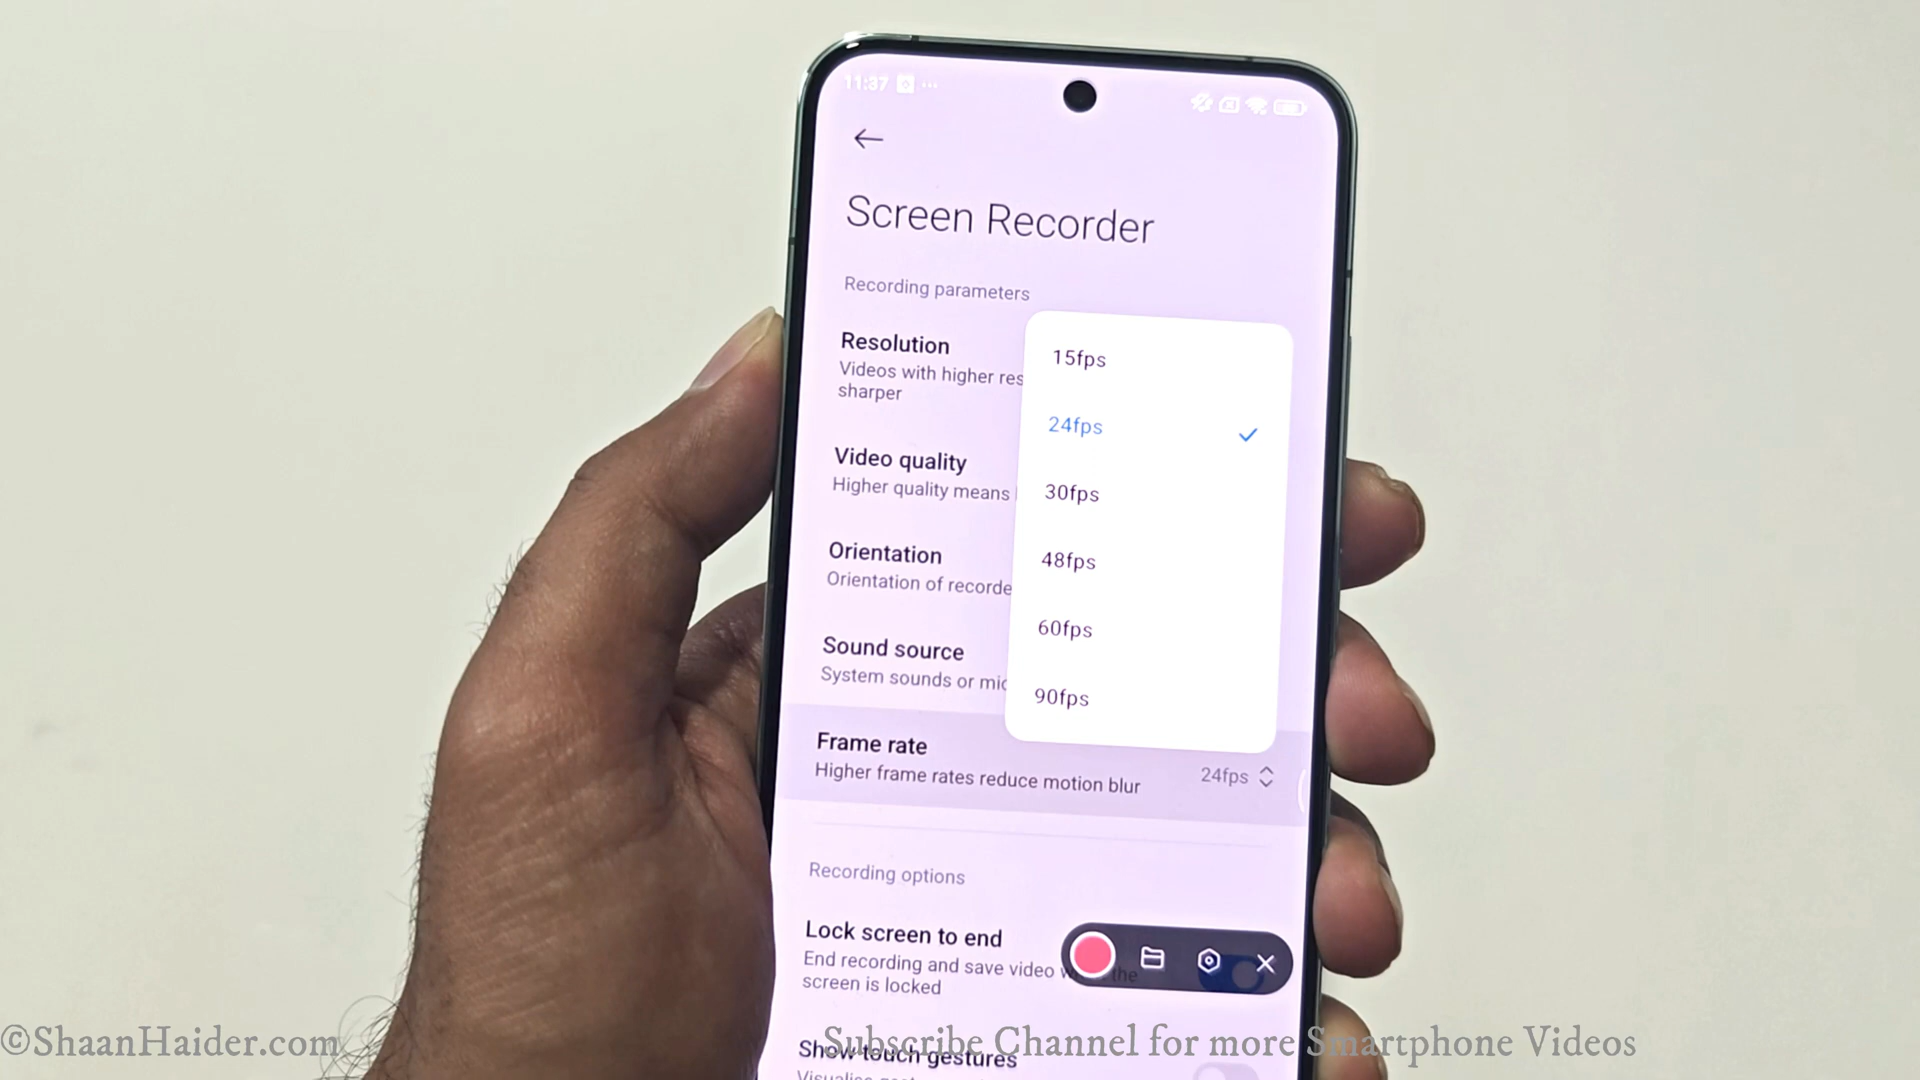 11:37
Screen Recorder
Recording parameters
Resolution
Videos with higher res
sharper
Video quality
Higher quality means
Orientation
Orientation of recorde
Sound source
System sounds or mic
15fps
24fps
30fps
48fps
60fps
90fps
Frame rate
Higher frame rates reduce motion blur
24fps
Recording options
Lock screen to end
End recording and save video w the
screen is locked
Show touch gestures
©ShaanHaider.com
Subscribe Channel for more Smartphone Videos